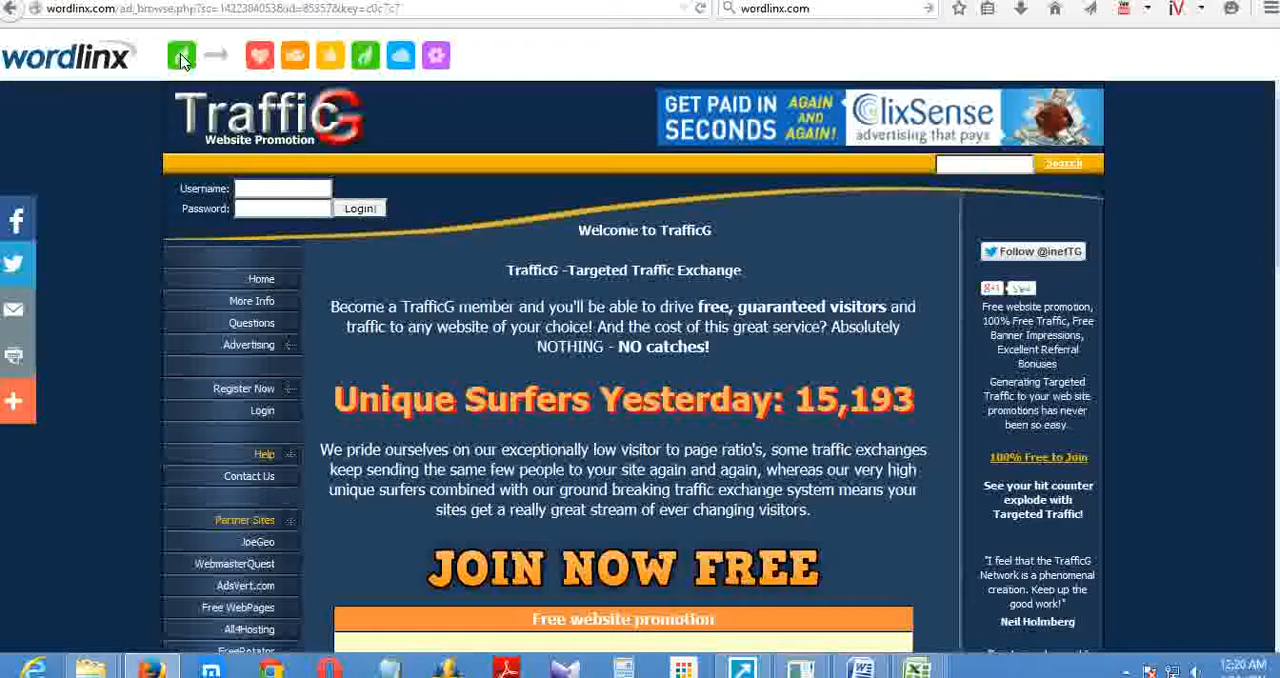 wordlinx.com
wordlinx
TrafficG
Website Promotion
GET PAID IN SECONDS AGAIN AND AGAIN!
ClixSense
advertising that pays
Search
Username:
Password:
Login!
Welcome to TrafficG
TrafficG -Targeted Traffic Exchange
Become a TrafficG member and you'll be able to drive free, guaranteed visitors and
traffic to any website of your choice! And the cost of this great service? Absolutely
NOTHING - NO catches!
Unique Surfers Yesterday: 15,193
We pride ourselves on our exceptionally low visitor to page ratio's, some traffic exchanges
keep sending the same few people to your site again and again, whereas our very high
unique surfers combined with our ground breaking traffic exchange system means your
sites get a really great stream of ever changing visitors.
JOIN NOW FREE
Free website promotion
Home
More Info
Questions
Advertising
Register Now
Login
Help
Contact Us
Partner Sites
JoeGeo
WebmasterQuest
AdsVert.com
Free WebPages
All4Hosting
FreeRotator
Follow @inetTG
Free website promotion,
100% Free Traffic, Free
Banner Impressions,
Excellent Referral
Bonuses
Generating Targeted
Traffic to your web site
promotions has never
been so easy.
100% Free to Join
See your hit counter
explode with
Targeted Traffic!
"I feel that the TrafficG
Network is a phenomenal
creation. Keep up the
good work!"
Neil Holmberg
12:20 AM